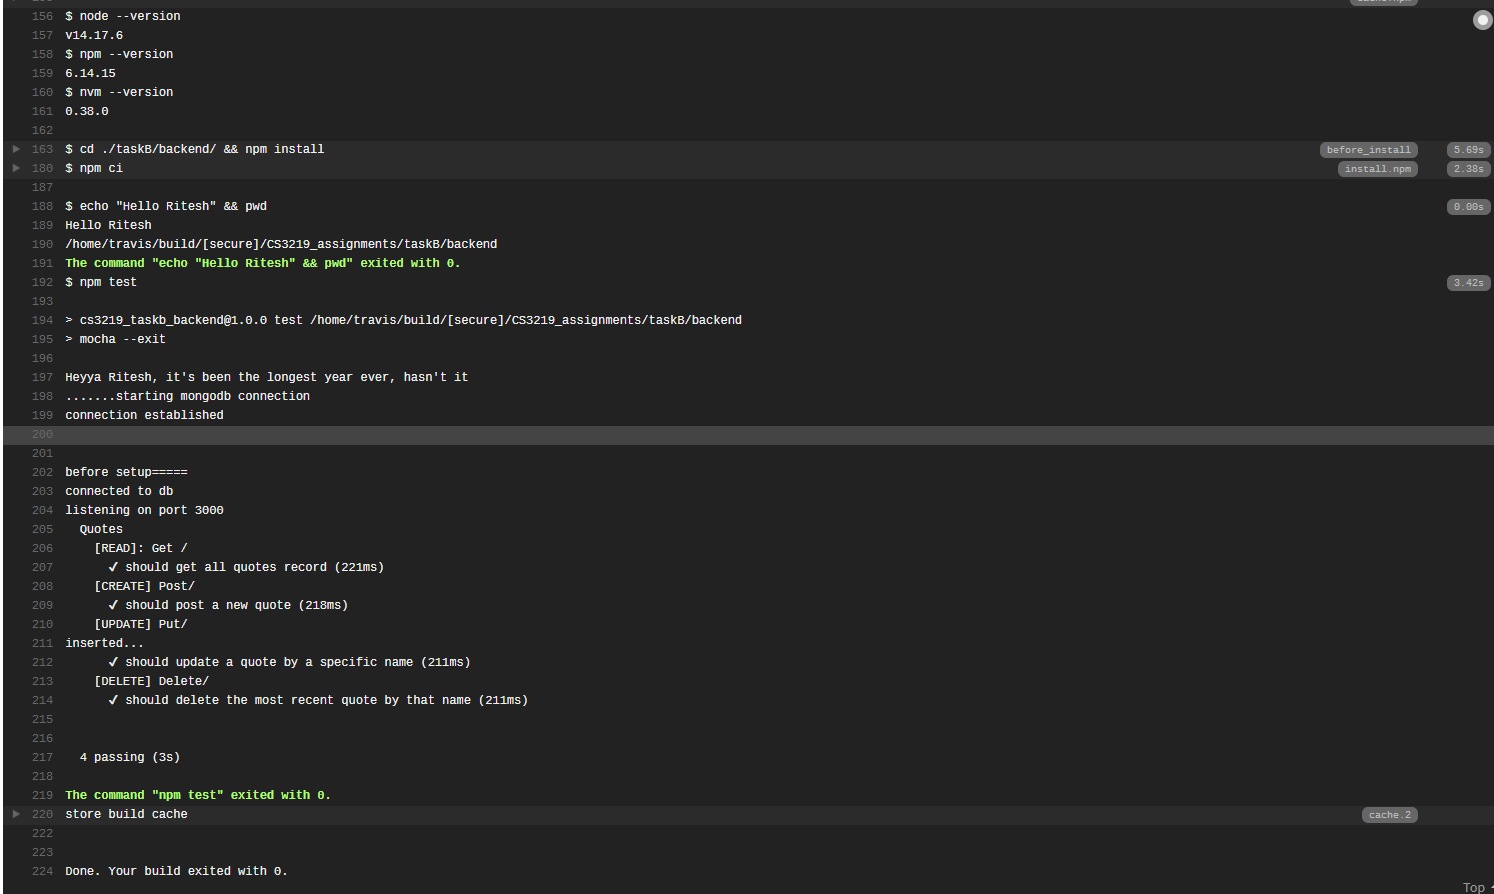 156 $ node --version
157 v14.17.6
158 $ npm --version
159 6.14.15
160 $ nvm --version
161 0.38.0
162
163 $ cd ./taskB/backend/ && npm install before_install 5.69s
180 $ npm ci install.npm 2.38s
187
188 $ echo "Hello Ritesh" && pwd 0.00s
189 Hello Ritesh
190 /home/travis/build/[secure]/CS3219_assignments/taskB/backend
191 The command "echo "Hello Ritesh" && pwd" exited with 0.
192 $ npm test 3.42s
193
194 > cs3219_taskb_backend@1.0.0 test /home/travis/build/[secure]/CS3219_assignments/taskB/backend
195 > mocha --exit
196
197 Heyya Ritesh, it's been the longest year ever, hasn't it
198 .......starting mongodb connection
199 connection established
200
201
202 before setup=====
203 connected to db
204 listening on port 3000
205 Quotes
206 [READ]: Get /
207 ✓ should get all quotes record (221ms)
208 [CREATE] Post/
209 ✓ should post a new quote (218ms)
210 [UPDATE] Put/
211 inserted...
212 ✓ should update a quote by a specific name (211ms)
213 [DELETE] Delete/
214 ✓ should delete the most recent quote by that name (211ms)
215
216
217 4 passing (3s)
218
219 The command "npm test" exited with 0.
220 store build cache cache.2
222
223
224 Done. Your build exited with 0.
Top